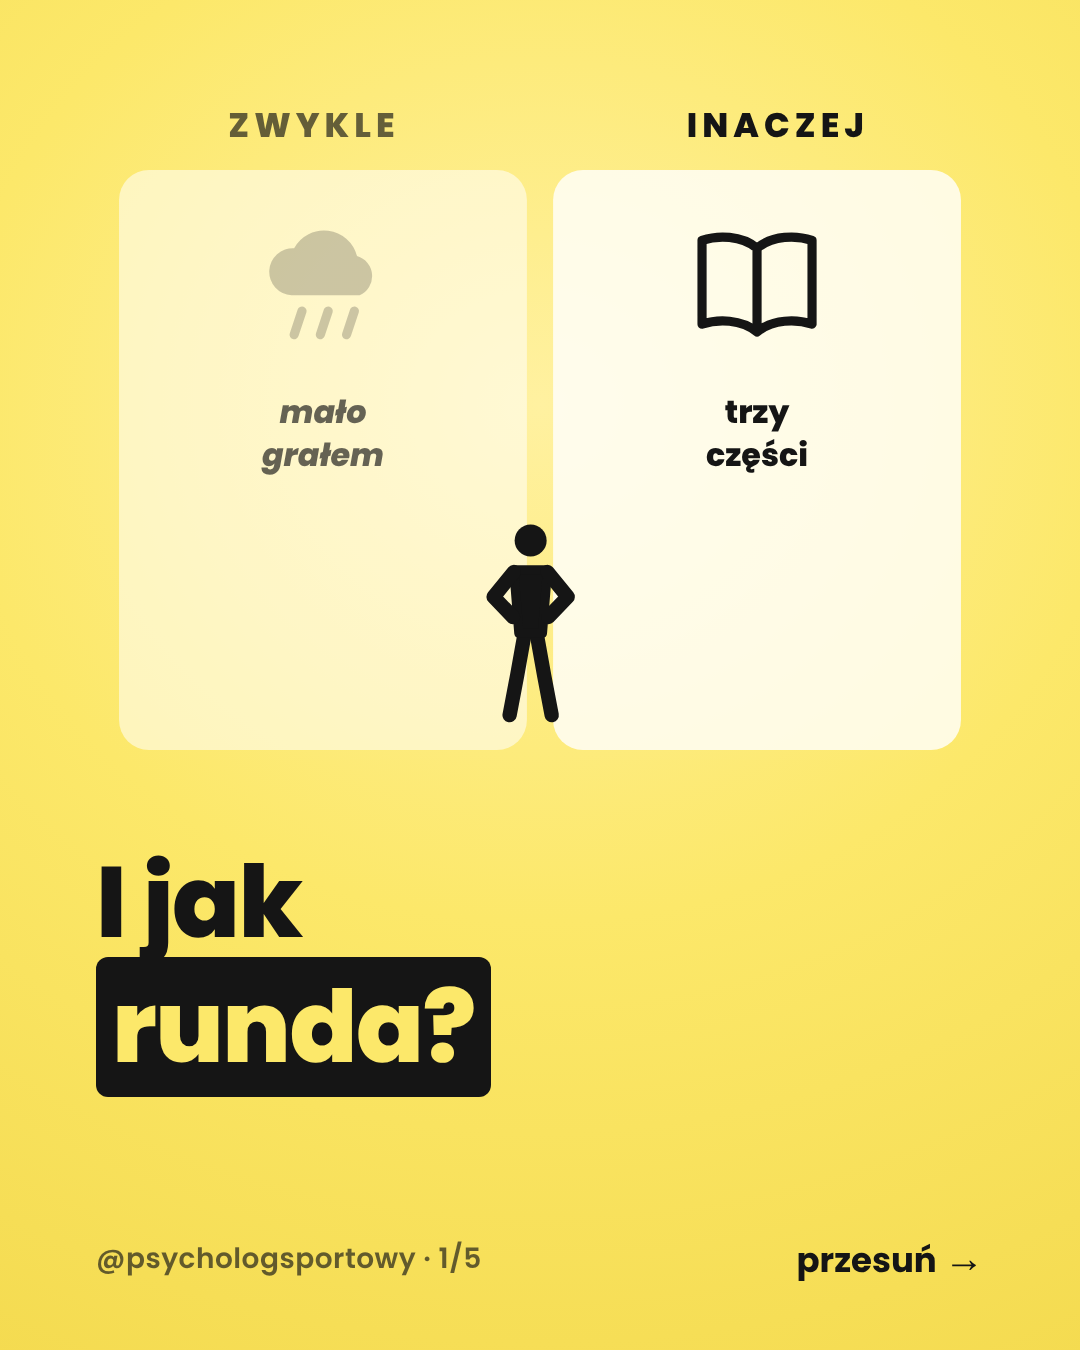 ZWYKLE
INACZEJ
mało
grałem
trzy
części
I jak
runda?
@psychologsportowy · 1/5
przesuń →